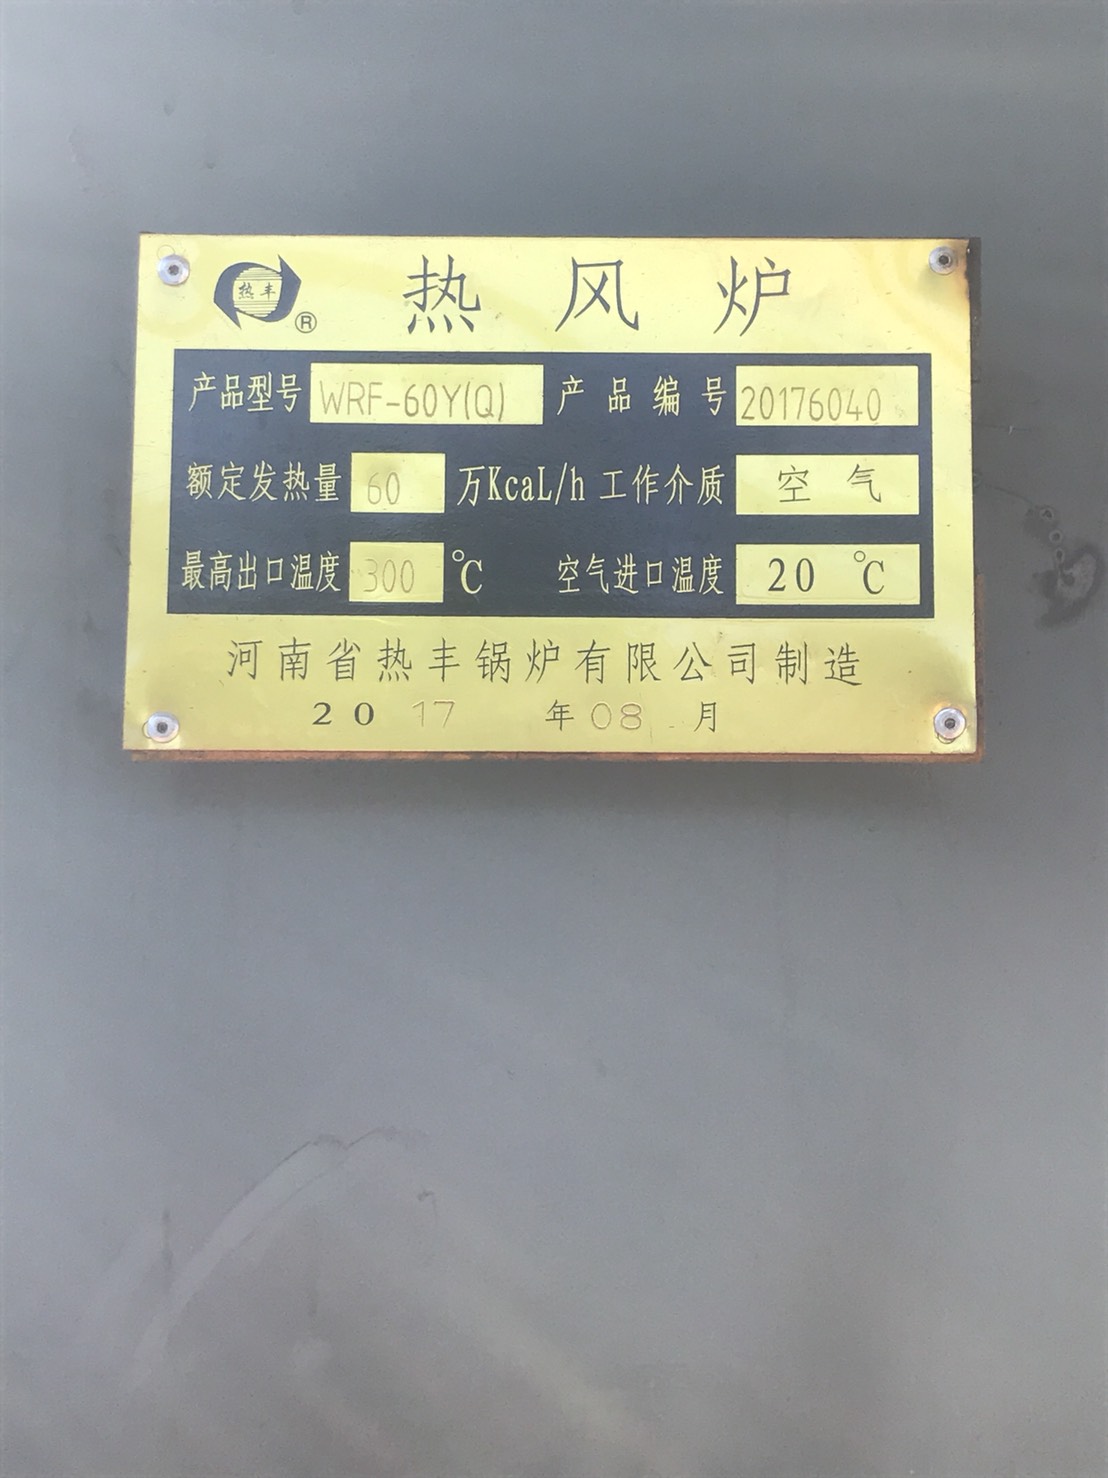 热丰 ® 热风炉
产品型号 WRF-60Y(Q) 产品编号 20176040
额定发热量 60 万KcaL/h 工作介质 空气
最高出口温度 300 ℃ 空气进口温度 20 ℃
河南省热丰锅炉有限公司制造
2017 年 08 月